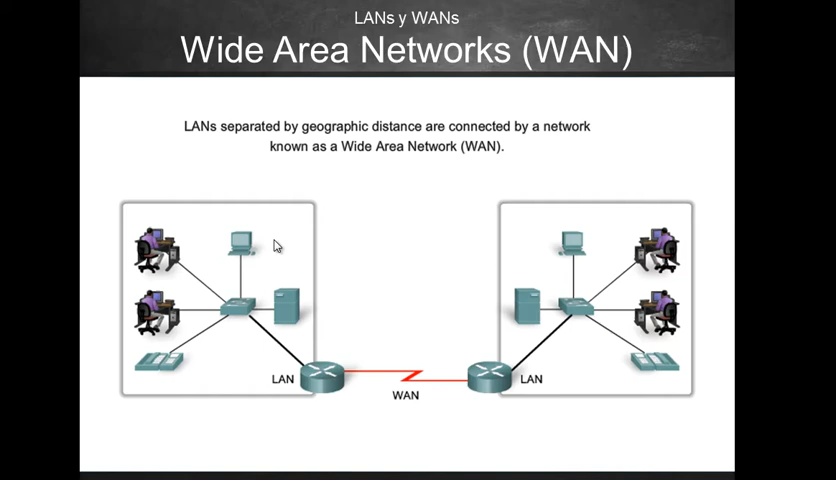 LANs y WANs
Wide Area Networks (WAN)
LANs separated by geographic distance are connected by a network
known as a Wide Area Network (WAN).
LAN
LAN
WAN